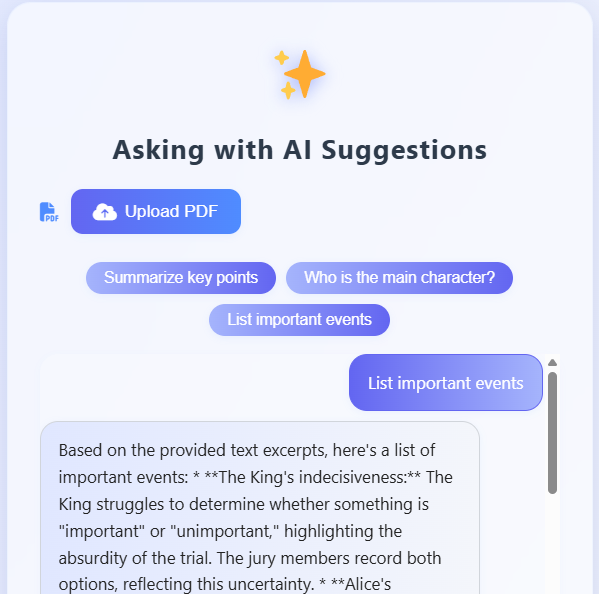 Asking with AI Suggestions
PDF
Upload PDF
Summarize key points
Who is the main character?
List important events
List important events
Based on the provided text excerpts, here's a list of
important events: * **The King's indecisiveness:** The
King struggles to determine whether something is
"important" or "unimportant," highlighting the
absurdity of the trial. The jury members record both
options, reflecting this uncertainty. * **Alice's